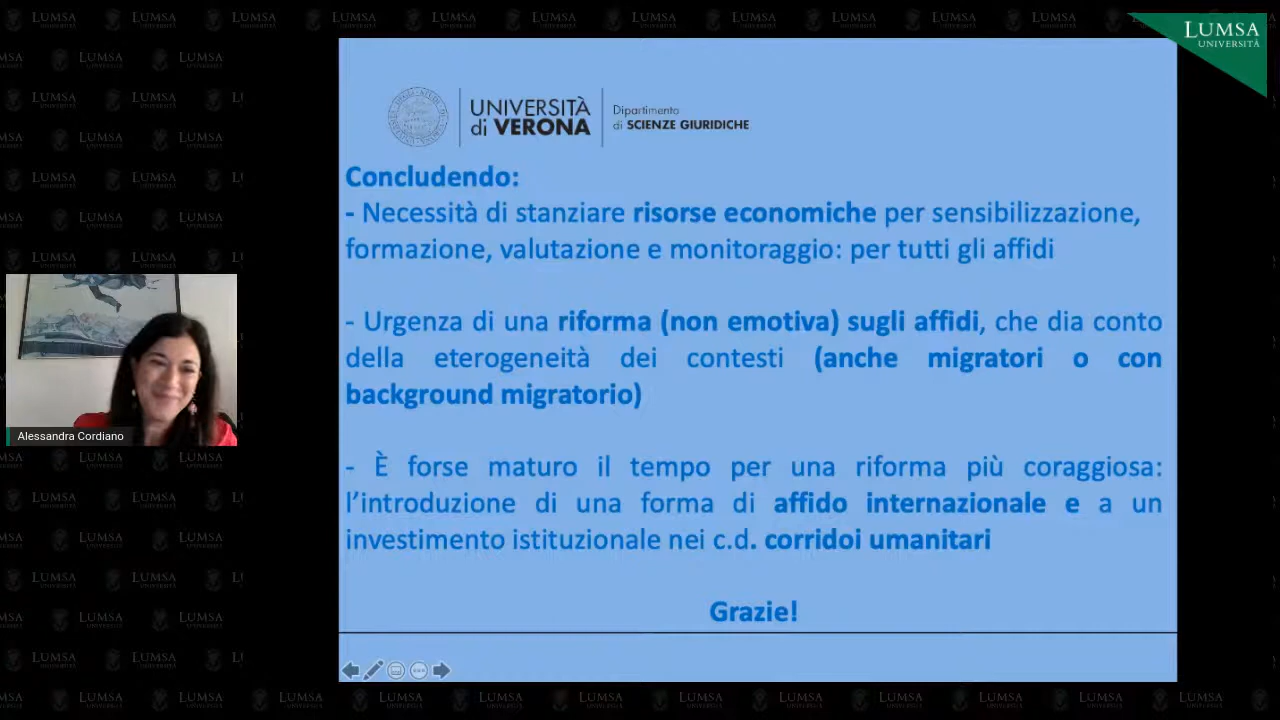 LUMSA
UNIVERSITÀ
UNIVERSITÀ
di VERONA
Dipartimento
di SCIENZE GIURIDICHE
Concludendo:
- Necessità di stanziare risorse economiche per sensibilizzazione,
formazione, valutazione e monitoraggio: per tutti gli affidi
- Urgenza di una riforma (non emotiva) sugli affidi, che dia conto
della eterogeneità dei contesti (anche migratori o con
background migratorio)
- È forse maturo il tempo per una riforma più coraggiosa:
l’introduzione di una forma di affido internazionale e a un
investimento istituzionale nei c.d. corridoi umanitari
Grazie!
Alessandra Cordiano